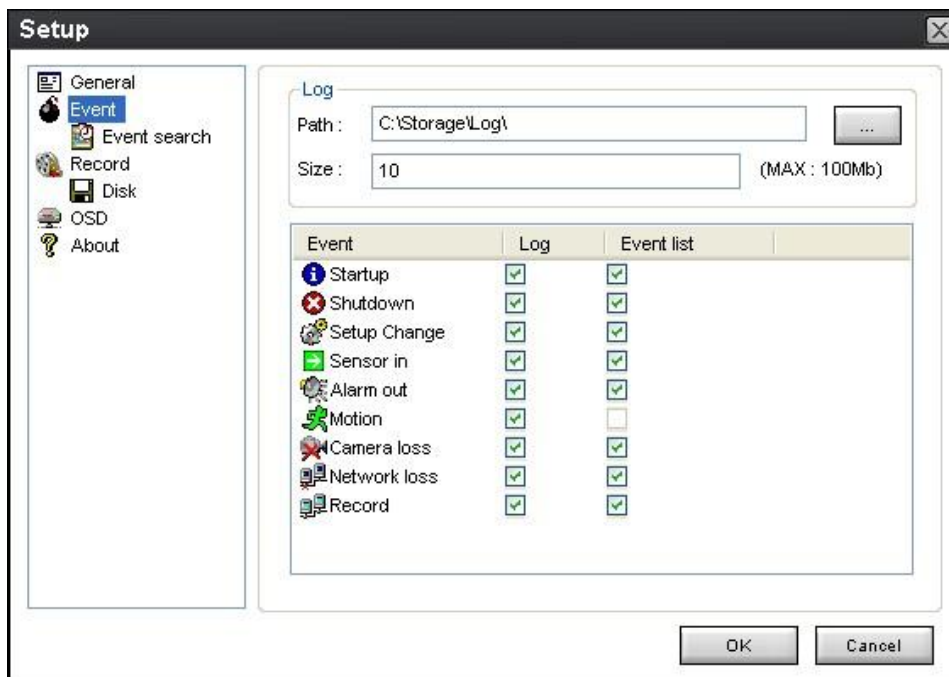 Setup
General
Event
Event search
Record
Disk
OSD
About
Log
Path : C:\Storage\Log\ ...
Size : 10 (MAX : 100Mb)
Event Log Event list
Startup
Shutdown
Setup Change
Sensor in
Alarm out
Motion
Camera loss
Network loss
Record
OK Cancel